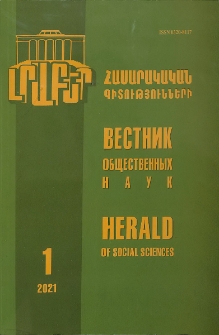 ԼՐԱԲԵՐ
ՀԱՍԱՐԱԿԱԿԱՆ
ԳԻՏՈՒԹՅՈՒՆՆԵՐԻ
ВЕСТНИК
ОБЩЕСТВЕННЫХ
НАУК
HERALD
OF SOCIAL SCIENCES
1
2021